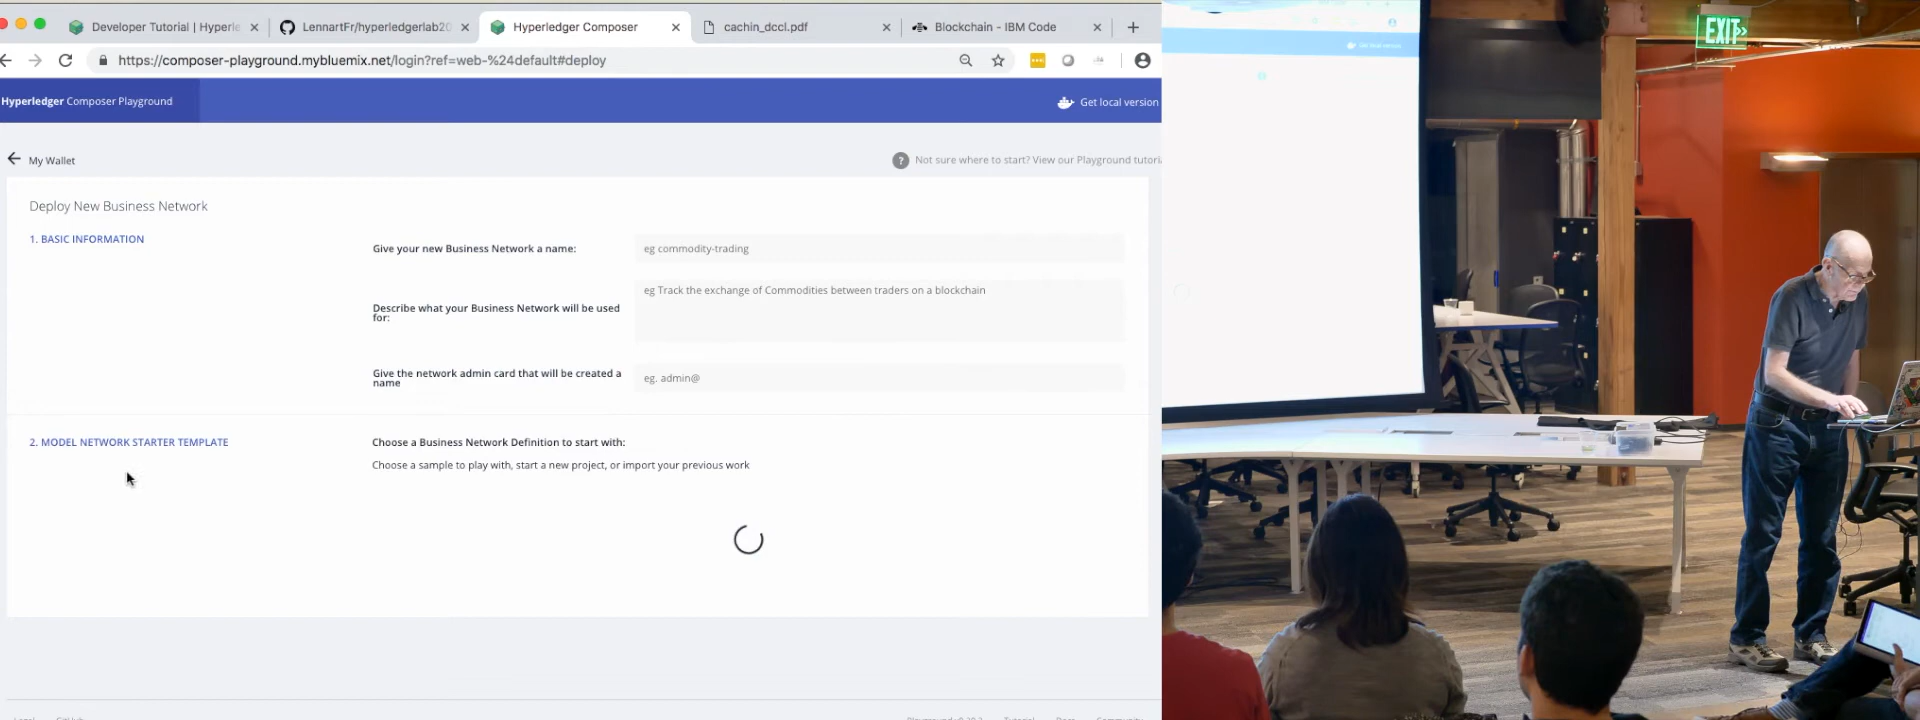 Developer Tutorial | Hyperle
LennartFr/hyperledgerlab20
Hyperledger Composer
cachin_dccl.pdf
Blockchain - IBM Code
https://composer-playground.mybluemix.net/login?ref=web-%24default#deploy
Hyperledger Composer Playground
Get local version
My Wallet
Not sure where to start? View our Playground tutoria
Deploy New Business Network
1. BASIC INFORMATION
Give your new Business Network a name:
eg commodity-trading
Describe what your Business Network will be used
for:
eg Track the exchange of Commodities between traders on a blockchain
Give the network admin card that will be created a
name
eg. admin@
2. MODEL NETWORK STARTER TEMPLATE
Choose a Business Network Definition to start with:
Choose a sample to play with, start a new project, or import your previous work
EXIT
Get local version